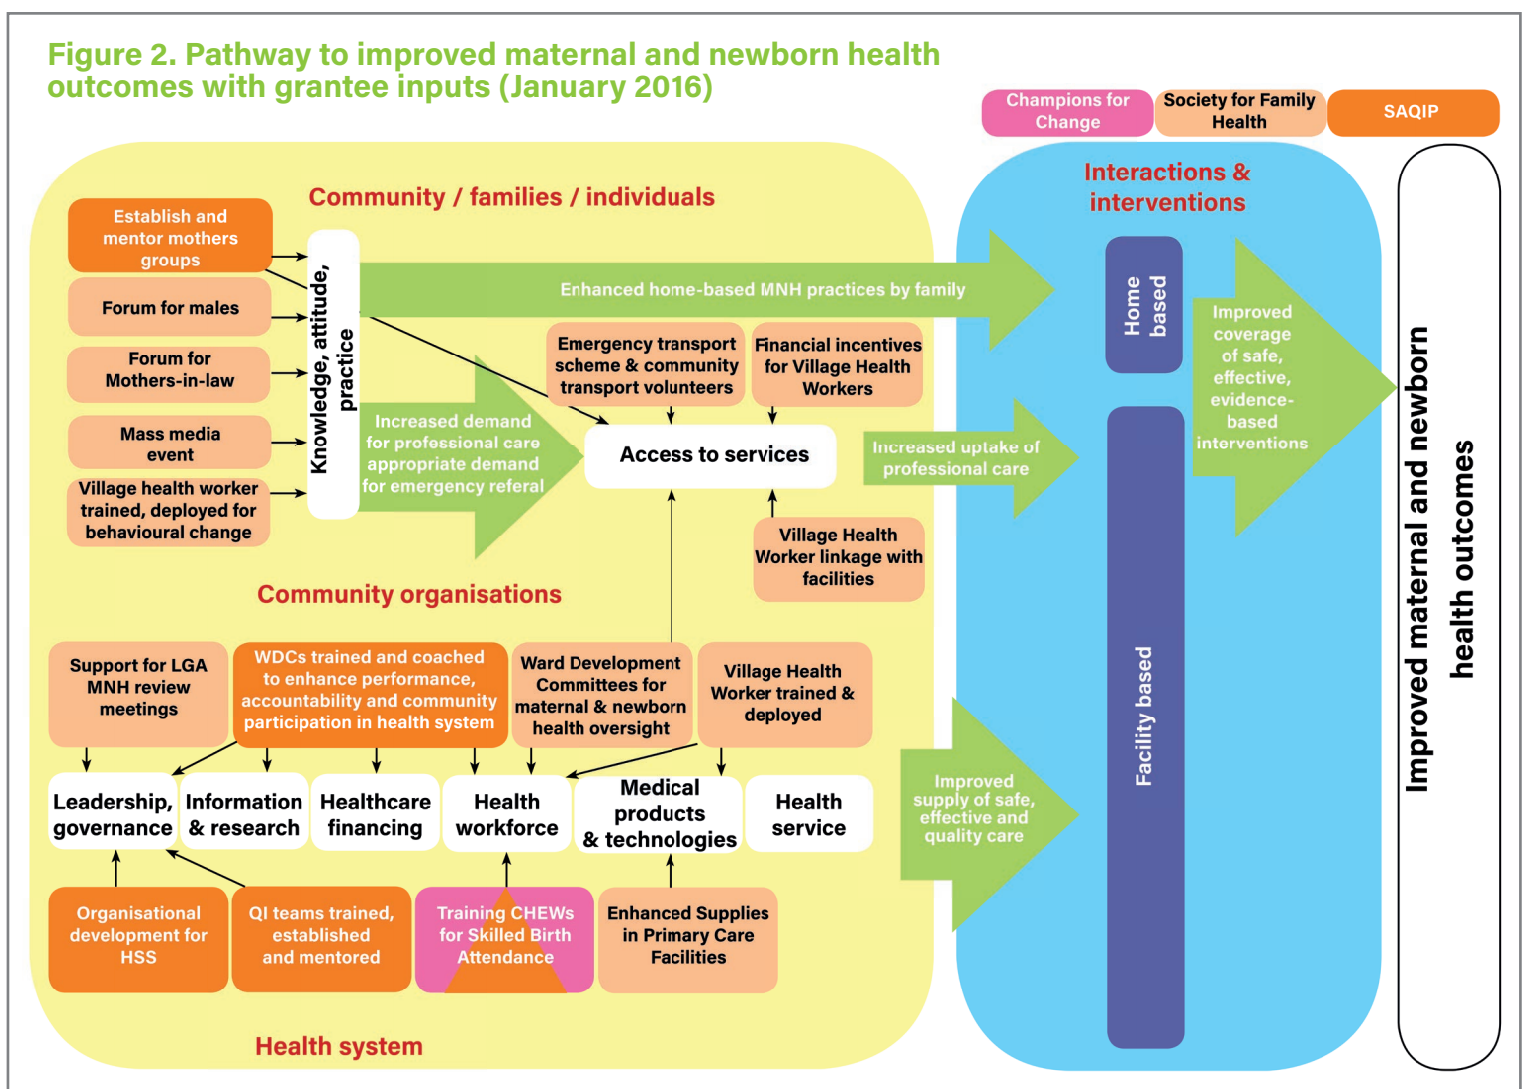 Figure 2. Pathway to improved maternal and newborn health
outcomes with grantee inputs (January 2016)
Champions for
Change
Society for Family
Health
SAQIP
Community / families / individuals
Interactions &
interventions
Establish and
mentor mothers
groups
Forum for males
Forum for
Mothers-in-law
Mass media
event
Village health worker
trained, deployed for
behavioural change
Knowledge, attitude,
practice
Enhanced home-based MNH practices by family
Increased demand
for professional care
appropriate demand
for emergency referal
Emergency transport
scheme & community
transport volunteers
Financial incentives
for Village Health
Workers
Access to services
Village Health
Worker linkage with
facilities
Increased uptake of
professional care
Home
based
Improved
coverage
of safe,
effective,
evidence-
based
interventions
Improved maternal and newborn
health outcomes
Community organisations
Support for LGA
MNH review
meetings
WDCs trained and coached
to enhance performance,
accountability and community
participation in health system
Ward Development
Committees for
maternal & newborn
health oversight
Village Health
Worker trained &
deployed
Leadership,
governance
Information
& research
Healthcare
financing
Health
workforce
Medical
products
& technologies
Health
service
Improved
supply of safe,
effective and
quality care
Facility based
Organisational
development for
HSS
QI teams trained,
established
and mentored
Training CHEWs
for Skilled Birth
Attendance
Enhanced Supplies
in Primary Care
Facilities
Health system